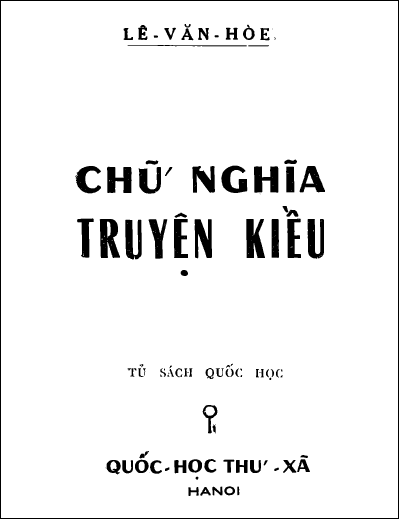 LÊ-VĂN-HÒE
CHỮ NGHĨA
TRUYỆN KIỀU
TỦ SÁCH QUỐC HỌC
QUỐC-HỌC THƯ-XÃ
HANOI